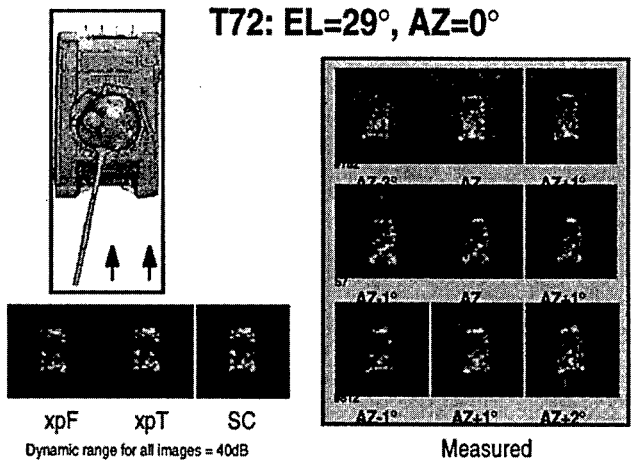 T72: EL=29°, AZ=0°
AZ-2° AZ AZ+1°
S7
AZ-1° AZ AZ+1°
AZ-1° AZ+1° AZ+2°
xpF xpT SC
Dynamic range for all images = 40dB
Measured